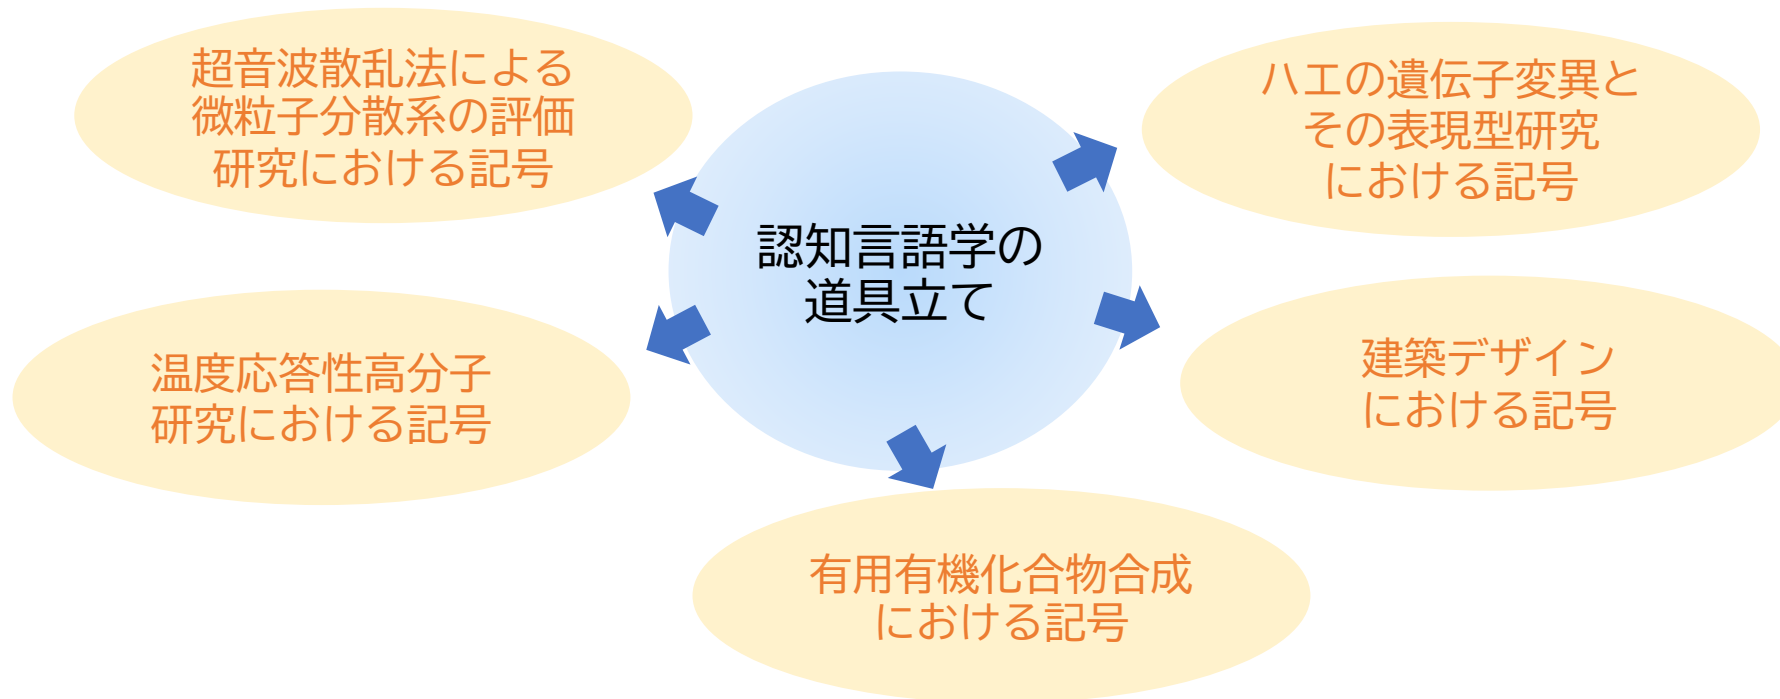 超音波散乱法による
微粒子分散系の評価
研究における記号
ハエの遺伝子変異と
その表現型研究
における記号
認知言語学の
道具立て
温度応答性高分子
研究における記号
建築デザイン
における記号
有用有機化合物合成
における記号